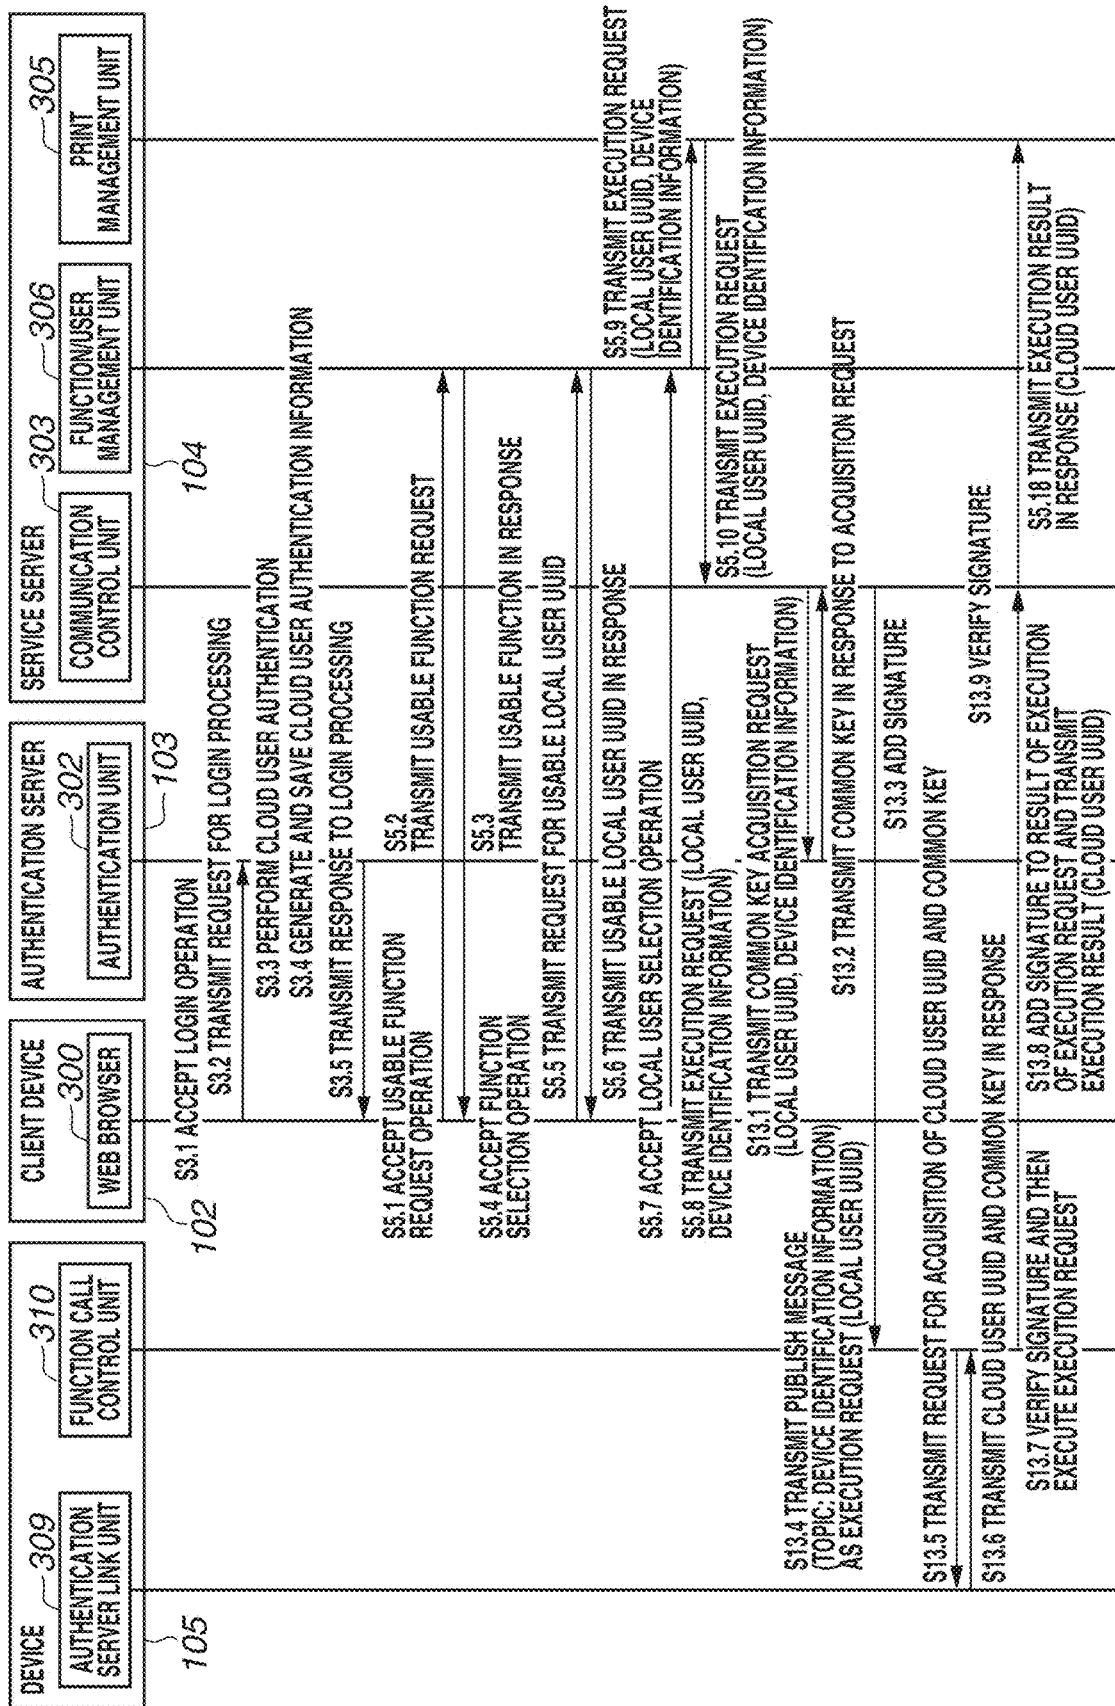 DEVICE
309
AUTHENTICATION
SERVER LINK UNIT
105
310
FUNCTION CALL
CONTROL UNIT
CLIENT DEVICE
300
WEB BROWSER
102
AUTHENTICATION SERVER
302
AUTHENTICATION UNIT
103
SERVICE SERVER
303
COMMUNICATION
CONTROL UNIT
306
FUNCTION/USER
MANAGEMENT UNIT
104
305
PRINT
MANAGEMENT UNIT
S3.1 ACCEPT LOGIN OPERATION
S3.2 TRANSMIT REQUEST FOR LOGIN PROCESSING
S3.3 PERFORM CLOUD USER AUTHENTICATION
S3.4 GENERATE AND SAVE CLOUD USER AUTHENTICATION INFORMATION
S3.5 TRANSMIT RESPONSE TO LOGIN PROCESSING
S5.1 ACCEPT USABLE FUNCTION
REQUEST OPERATION
S5.2
TRANSMIT USABLE FUNCTION REQUEST
S5.3
TRANSMIT USABLE FUNCTION IN RESPONSE
S5.4 ACCEPT FUNCTION
SELECTION OPERATION
S5.5 TRANSMIT REQUEST FOR USABLE LOCAL USER UUID
S5.6 TRANSMIT USABLE LOCAL USER UUID IN RESPONSE
S5.7 ACCEPT LOCAL USER SELECTION OPERATION
S5.8 TRANSMIT EXECUTION REQUEST (LOCAL USER UUID,
DEVICE IDENTIFICATION INFORMATION)
S5.9 TRANSMIT EXECUTION REQUEST
(LOCAL USER UUID, DEVICE
IDENTIFICATION INFORMATION)
S5.10 TRANSMIT EXECUTION REQUEST
(LOCAL USER UUID, DEVICE IDENTIFICATION INFORMATION)
S13.1 TRANSMIT COMMON KEY ACQUISITION REQUEST
(LOCAL USER UUID, DEVICE IDENTIFICATION INFORMATION)
S13.2 TRANSMIT COMMON KEY IN RESPONSE TO ACQUISITION REQUEST
S13.3 ADD SIGNATURE
S13.4 TRANSMIT PUBLISH MESSAGE
(TOPIC: DEVICE IDENTIFICATION INFORMATION)
AS EXECUTION REQUEST (LOCAL USER UUID)
S13.5 TRANSMIT REQUEST FOR ACQUISITION OF CLOUD USER UUID AND COMMON KEY
S13.6 TRANSMIT CLOUD USER UUID AND COMMON KEY IN RESPONSE
S13.7 VERIFY SIGNATURE AND THEN
EXECUTE EXECUTION REQUEST
S13.8 ADD SIGNATURE TO RESULT OF EXECUTION
OF EXECUTION REQUEST AND TRANSMIT
EXECUTION RESULT (CLOUD USER UUID)
S13.9 VERIFY SIGNATURE
S5.18 TRANSMIT EXECUTION RESULT
IN RESPONSE (CLOUD USER UUID)